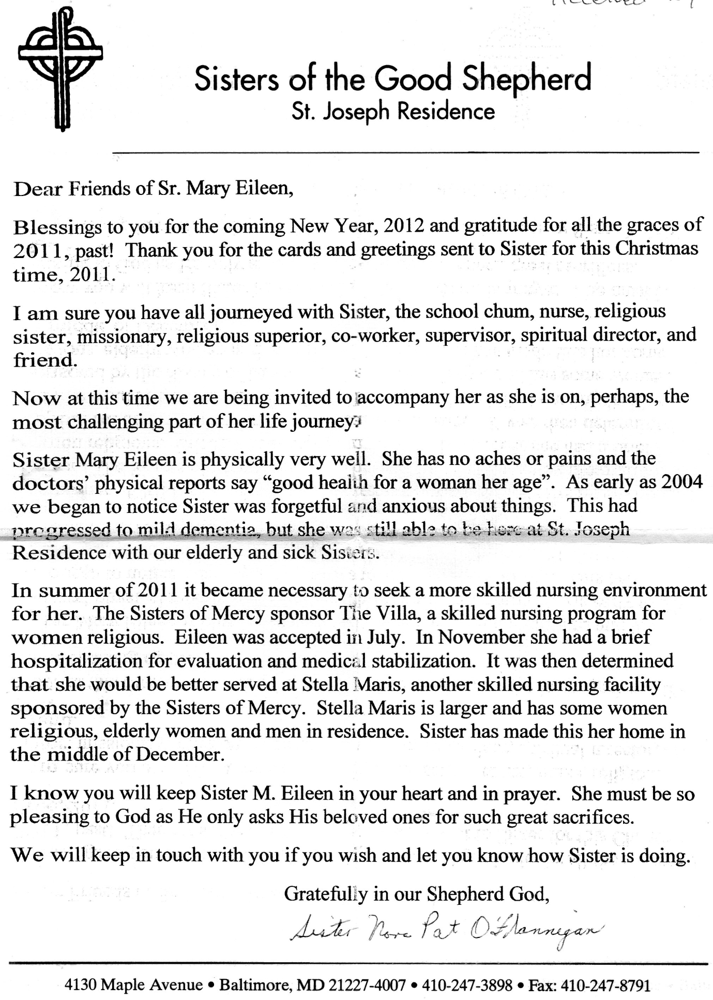 Received
Sisters of the Good Shepherd
St. Joseph Residence
Dear Friends of Sr. Mary Eileen,
Blessings to you for the coming New Year, 2012 and gratitude for all the graces of
2011, past!  Thank you for the cards and greetings sent to Sister for this Christmas
time, 2011.
I am sure you have all journeyed with Sister, the school chum, nurse, religious
sister, missionary, religious superior, co-worker, supervisor, spiritual director, and
friend.
Now at this time we are being invited to accompany her as she is on, perhaps, the
most challenging part of her life journey.
Sister Mary Eileen is physically very well.  She has no aches or pains and the
doctors’ physical reports say “good health for a woman her age”.  As early as 2004
we began to notice Sister was forgetful and anxious about things.  This had
progressed to mild dementia, but she was still able to be here at St. Joseph
Residence with our elderly and sick Sisters.
In summer of 2011 it became necessary to seek a more skilled nursing environment
for her.  The Sisters of Mercy sponsor The Villa, a skilled nursing program for
women religious.  Eileen was accepted in July.  In November she had a brief
hospitalization for evaluation and medical stabilization.  It was then determined
that she would be better served at Stella Maris, another skilled nursing facility
sponsored by the Sisters of Mercy.  Stella Maris is larger and has some women
religious, elderly women and men in residence.  Sister has made this her home in
the middle of December.
I know you will keep Sister M. Eileen in your heart and in prayer.  She must be so
pleasing to God as He only asks His beloved ones for such great sacrifices.
We will keep in touch with you if you wish and let you know how Sister is doing.
Gratefully in our Shepherd God,
Sister Nora Pat O'Flannegan
4130 Maple Avenue • Baltimore, MD 21227-4007 • 410-247-3898 • Fax: 410-247-8791